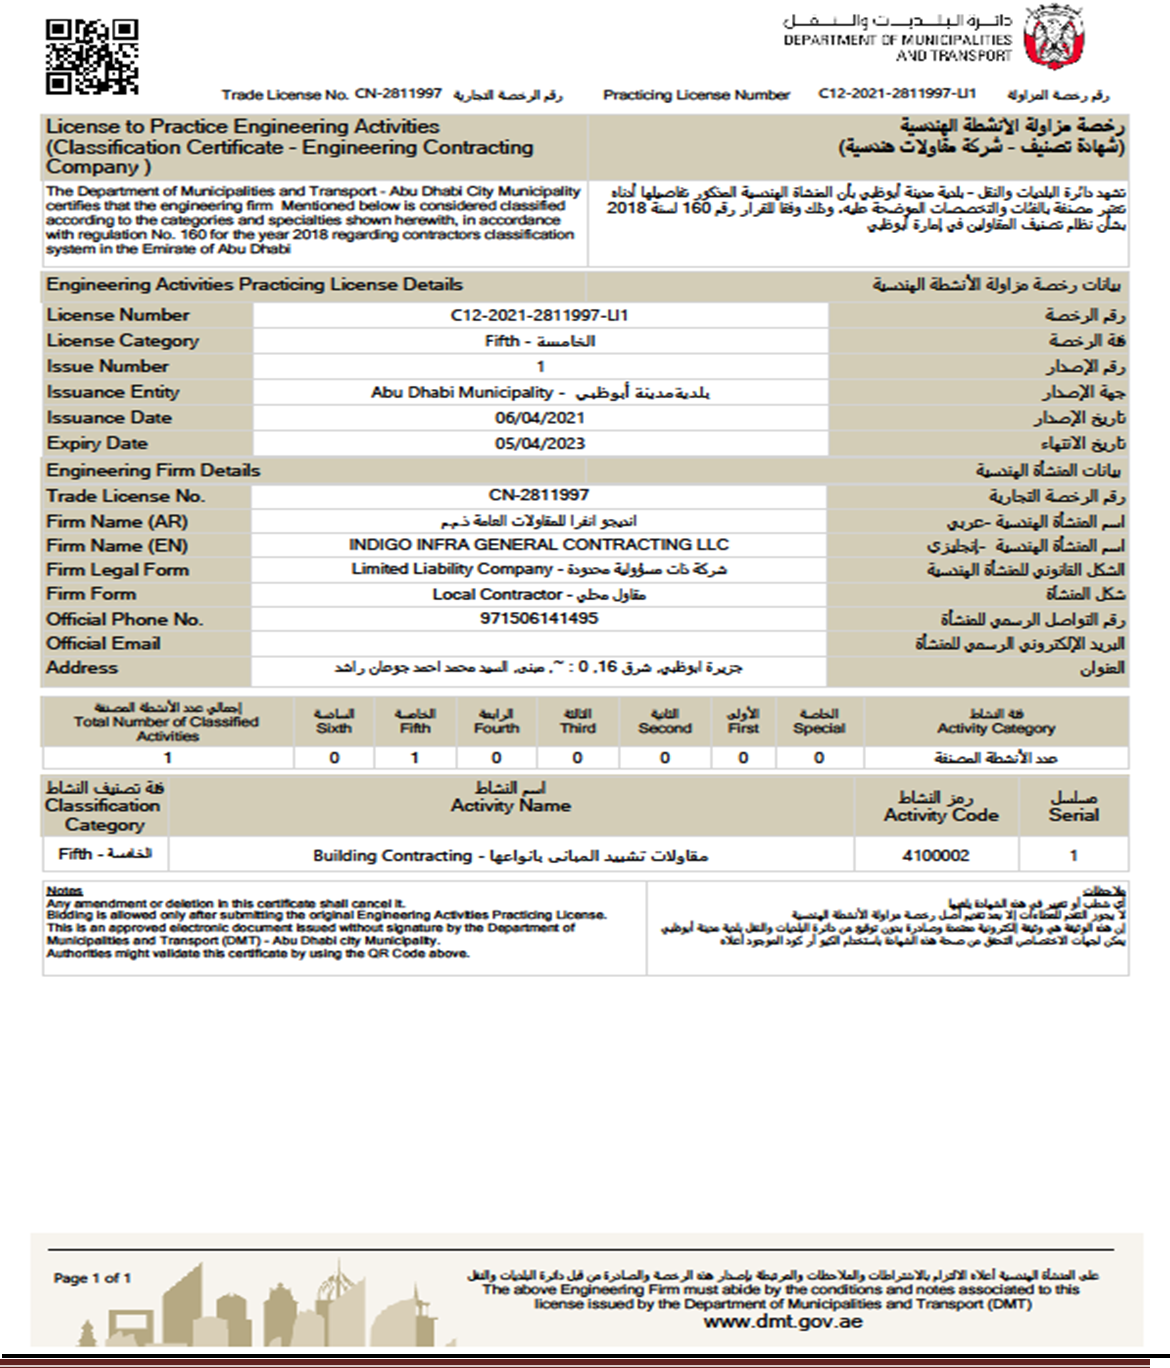 دائـرة الـبـلـديـــات والـنـــقـــل
DEPARTMENT OF MUNICIPALITIES
AND TRANSPORT
Trade License No. CN-2811997 رقم الرخصة التجارية Practicing License Number C12-2021-2811997-LI1 رقم رخصة المزاولة
License to Practice Engineering Activities
(Classification Certificate - Engineering Contracting
Company )
رخصة مزاولة الأنشطة الهندسية
(شهادة تصنيف - شركة مقاولات هندسية)
The Department of Municipalities and Transport - Abu Dhabi City Municipality
certifies that the engineering firm Mentioned below is considered classified
according to the categories and specialties shown herewith, in accordance
with regulation No. 160 for the year 2018 regarding contractors classification
system in the Emirate of Abu Dhabi
تشهد دائرة البلديات والنقل - بلدية مدينة أبوظبي بأن المنشاة الهندسية المذكور تفاصيلها أدناه
تعتبر مصنفة بالفئات والتخصصات الموضحة عليه، وذلك وفقا للقرار رقم 160 لسنة 2018
بشأن نظام تصنيف المقاولين في إمارة أبوظبي
Engineering Activities Practicing License Details بيانات رخصة مزاولة الأنشطة الهندسية
License Number C12-2021-2811997-LI1 رقم الرخصة
License Category Fifth - الخامسة فئة الرخصة
Issue Number 1 رقم الإصدار
Issuance Entity Abu Dhabi Municipality - بلديةمدينة أبوظبي جهة الإصدار
Issuance Date 06/04/2021 تاريخ الإصدار
Expiry Date 05/04/2023 تاريخ الانتهاء
Engineering Firm Details بيانات المنشأة الهندسية
Trade License No. CN-2811997 رقم الرخصة التجارية
Firm Name (AR) انديجو انفرا للمقاولات العامة ذ.م.م اسم المنشأة الهندسية -عربي
Firm Name (EN) INDIGO INFRA GENERAL CONTRACTING LLC اسم المنشأة الهندسية -إنجليزي
Firm Legal Form Limited Liability Company - شركة ذات مسؤولية محدودة الشكل القانوني للمنشأة الهندسية
Firm Form Local Contractor - مقاول محلي شكل المنشأة
Official Phone No. 971506141495 رقم التواصل الرسمي للمنشأة
Official Email البريد الإلكتروني الرسمي للمنشأة
Address جزيرة ابوظبي, شرق 16, 0 : ~, مبنى, السيد محمد احمد جوعان راشد العنوان
إجمالي عدد الأنشطة المصنفة السادسة الخامسة الرابعة الثالثة الثانية الأولى الخاصة فئة النشاط
Total Number of Classified Activities Sixth Fifth Fourth Third Second First Special Activity Category
1 0 1 0 0 0 0 0 عدد الأنشطة المصنفة
فئة تصنيف النشاط اسم النشاط رمز النشاط مسلسل
Classification Category Activity Name Activity Code Serial
Fifth - الخامسة Building Contracting - مقاولات تشييد المباني بانواعها 4100002 1
Notes
Any amendment or deletion in this certificate shall cancel it.
Bidding is allowed only after submitting the original Engineering Activities Practicing License.
This is an approved electronic document issued without signature by the Department of
Municipalities and Transport (DMT) - Abu Dhabi city Municipality.
Authorities might validate this certificate by using the QR Code above.
ملاحظات
أي شطب أو تغيير في هذه الشهادة يلغيها
لا يجوز التقدم للعطاءات إلا بعد تقديم أصل رخصة مزاولة الأنشطة الهندسية
إن هذه الوثيقة هي وثيقة إلكترونية معتمدة وصادرة بدون توقيع من دائرة البلديات والنقل بلدية مدينة أبوظبي
يمكن لجهات الاختصاص التحقق من صحة هذه الشهادة باستخدام الكيو آر كود الموجود أعلاه
Page 1 of 1
على المنشأة الهندسية أعلاه الالتزام بالاشتراطات والملاحظات والمرتبطة بإصدار هذه الرخصة والصادرة من قبل دائرة البلديات والنقل
The above Engineering Firm must abide by the conditions and notes associated to this
license issued by the Department of Municipalities and Transport (DMT)
www.dmt.gov.ae